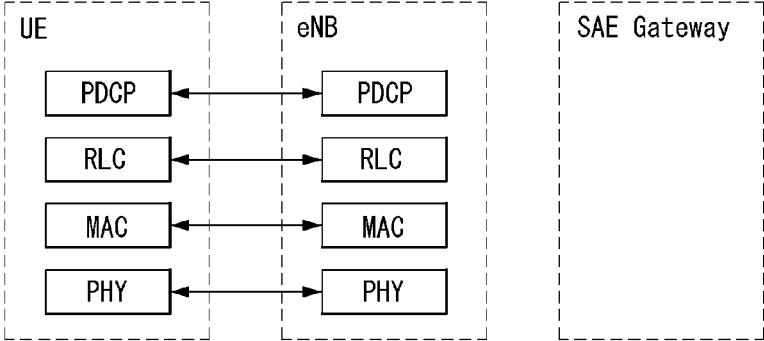 UE
eNB
SAE Gateway
PDCP
PDCP
RLC
RLC
MAC
MAC
PHY
PHY